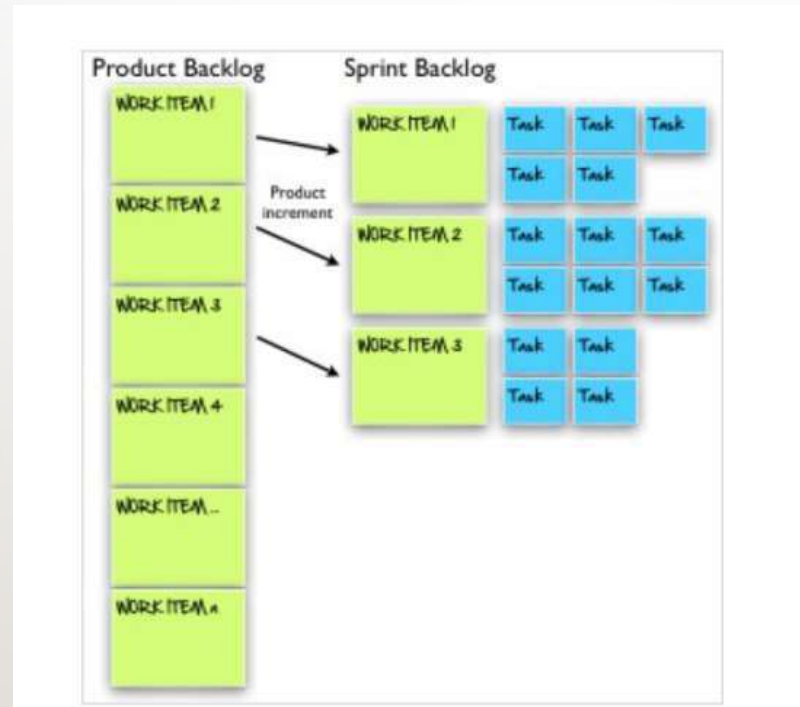 Product Backlog
Sprint Backlog
WORK ITEM 1
WORK ITEM 2
WORK ITEM 3
WORK ITEM 4
WORK ITEM...
WORK ITEM n
Product
increment
WORK ITEM 1
Task Task Task
Task Task
WORK ITEM 2
Task Task Task
Task Task Task
WORK ITEM 3
Task Task
Task Task